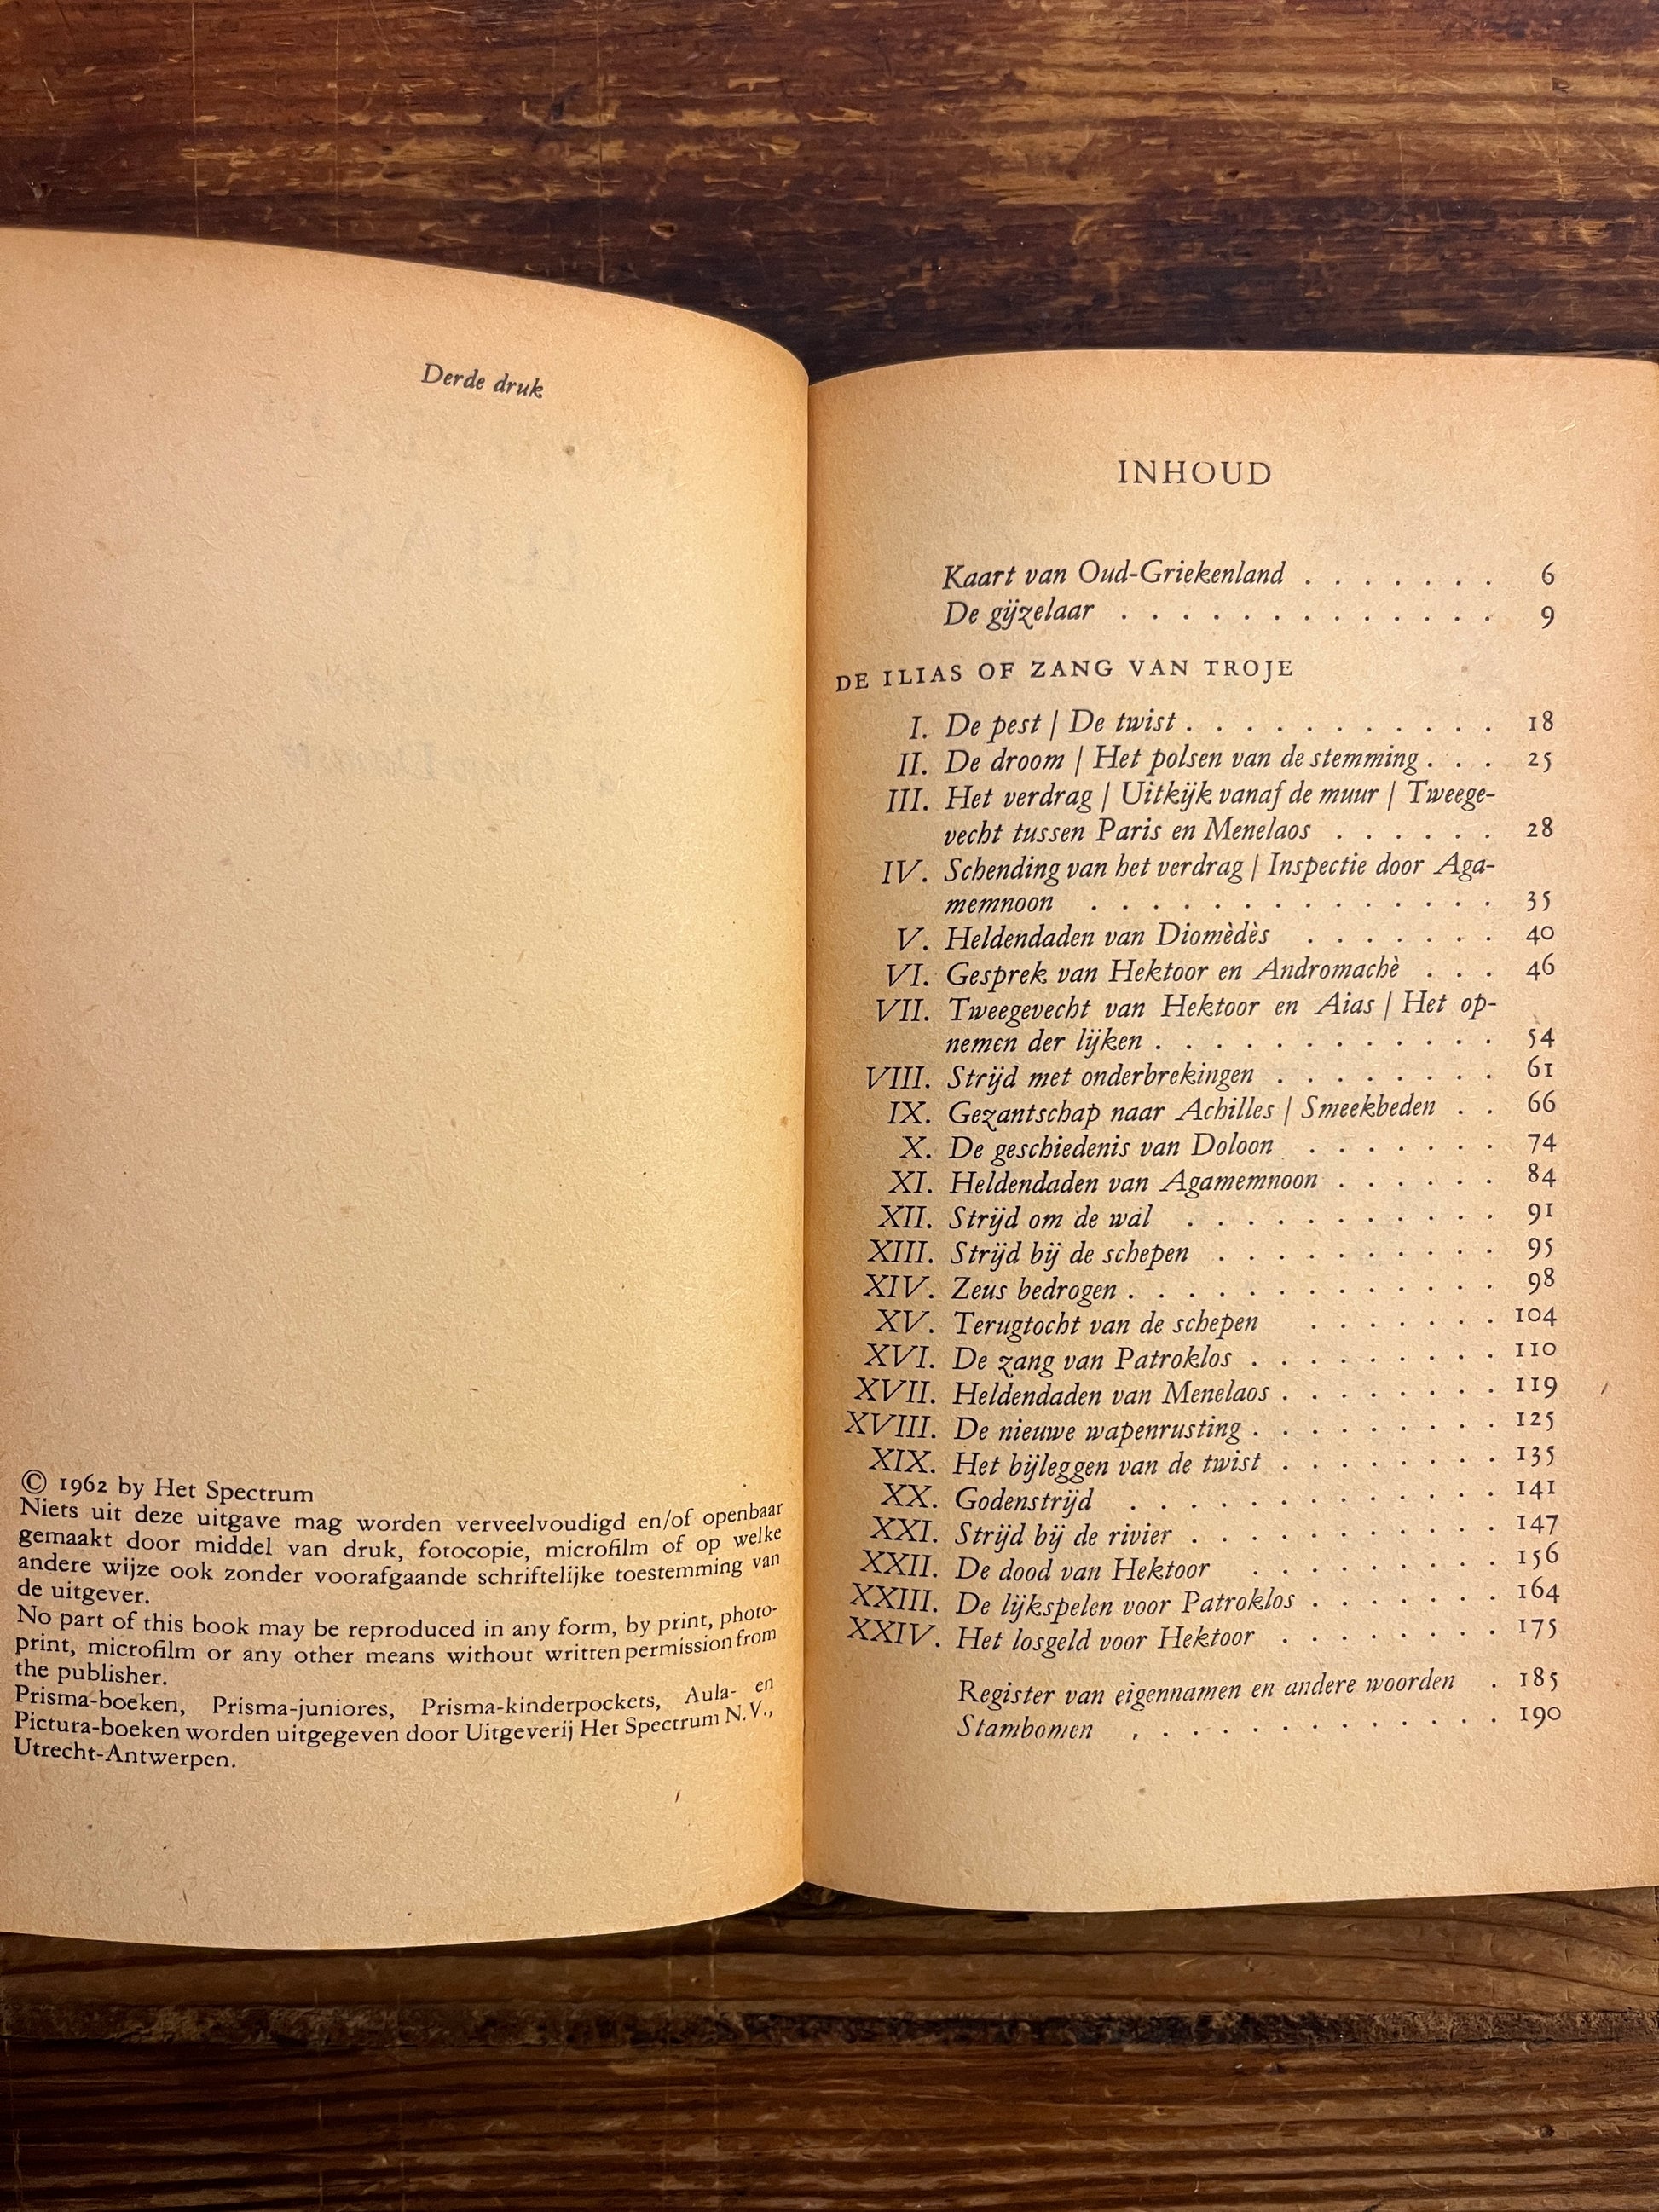 Derde druk
© 1962 by Het Spectrum
Niets uit deze uitgave mag worden verveelvoudigd en/of openbaar
gemaakt door middel van druk, fotocopie, microfilm of op welke
andere wijze ook zonder voorafgaande schriftelijke toestemming van
de uitgever.
No part of this book may be reproduced in any form, by print, photo-
print, microfilm or any other means without written permission from
the publisher.
Prisma-boeken, Prisma-juniores, Prisma-kinderpockets, Aula- en
Pictura-boeken worden uitgegeven door Uitgeverij Het Spectrum N.V.,
Utrecht-Antwerpen.
INHOUD
Kaart van Oud-Griekenland . . . . . . . 6
De gijzelaar . . . . . . . . . . . . . 9
DE ILIAS OF ZANG VAN TROJE
I. De pest | De twist . . . . . . . . . . . 18
II. De droom | Het polsen van de stemming . . . 25
III. Het verdrag | Uitkijk vanaf de muur | Tweege-
vecht tussen Paris en Menelaos . . . . . . 28
IV. Schending van het verdrag | Inspectie door Aga-
memnoon . . . . . . . . . . . . . . 35
V. Heldendaden van Diomèdès . . . . . . . 40
VI. Gesprek van Hektoor en Andromachè . . . 46
VII. Tweegevecht van Hektoor en Aias | Het op-
nemen der lijken . . . . . . . . . . . . 54
VIII. Strijd met onderbrekingen . . . . . . . . 61
IX. Gezantschap naar Achilles | Smeekbeden . . 66
X. De geschiedenis van Doloon . . . . . . . 74
XI. Heldendaden van Agamemnoon . . . . . . 84
XII. Strijd om de wal . . . . . . . . . . . 91
XIII. Strijd bij de schepen . . . . . . . . . . 95
XIV. Zeus bedrogen . . . . . . . . . . . . . 98
XV. Terugtocht van de schepen . . . . . . . 104
XVI. De zang van Patroklos . . . . . . . . . 110
XVII. Heldendaden van Menelaos . . . . . . . . 119
XVIII. De nieuwe wapenrusting . . . . . . . . . 125
XIX. Het bijleggen van de twist . . . . . . . . 135
XX. Godenstrijd . . . . . . . . . . . . . 141
XXI. Strijd bij de rivier . . . . . . . . . . . 147
XXII. De dood van Hektoor . . . . . . . . . . 156
XXIII. De lijkspelen voor Patroklos . . . . . . . 164
XXIV. Het losgeld voor Hektoor . . . . . . . . 175
Register van eigennamen en andere woorden . 185
Stambomen . . . . . . . . . . . . . 190